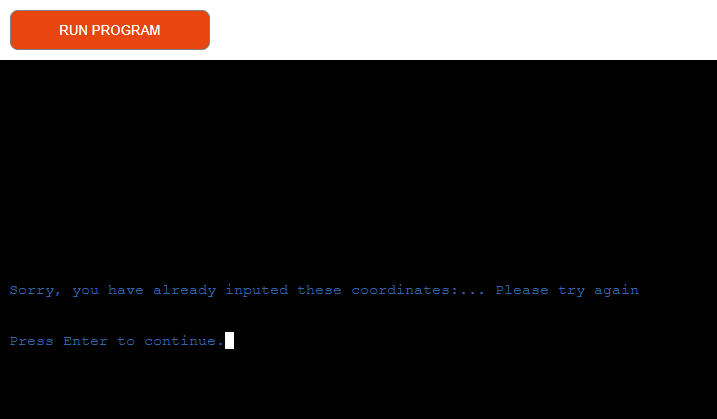 RUN PROGRAM
Sorry, you have already inputed these coordinates:... Please try again
Press Enter to continue.